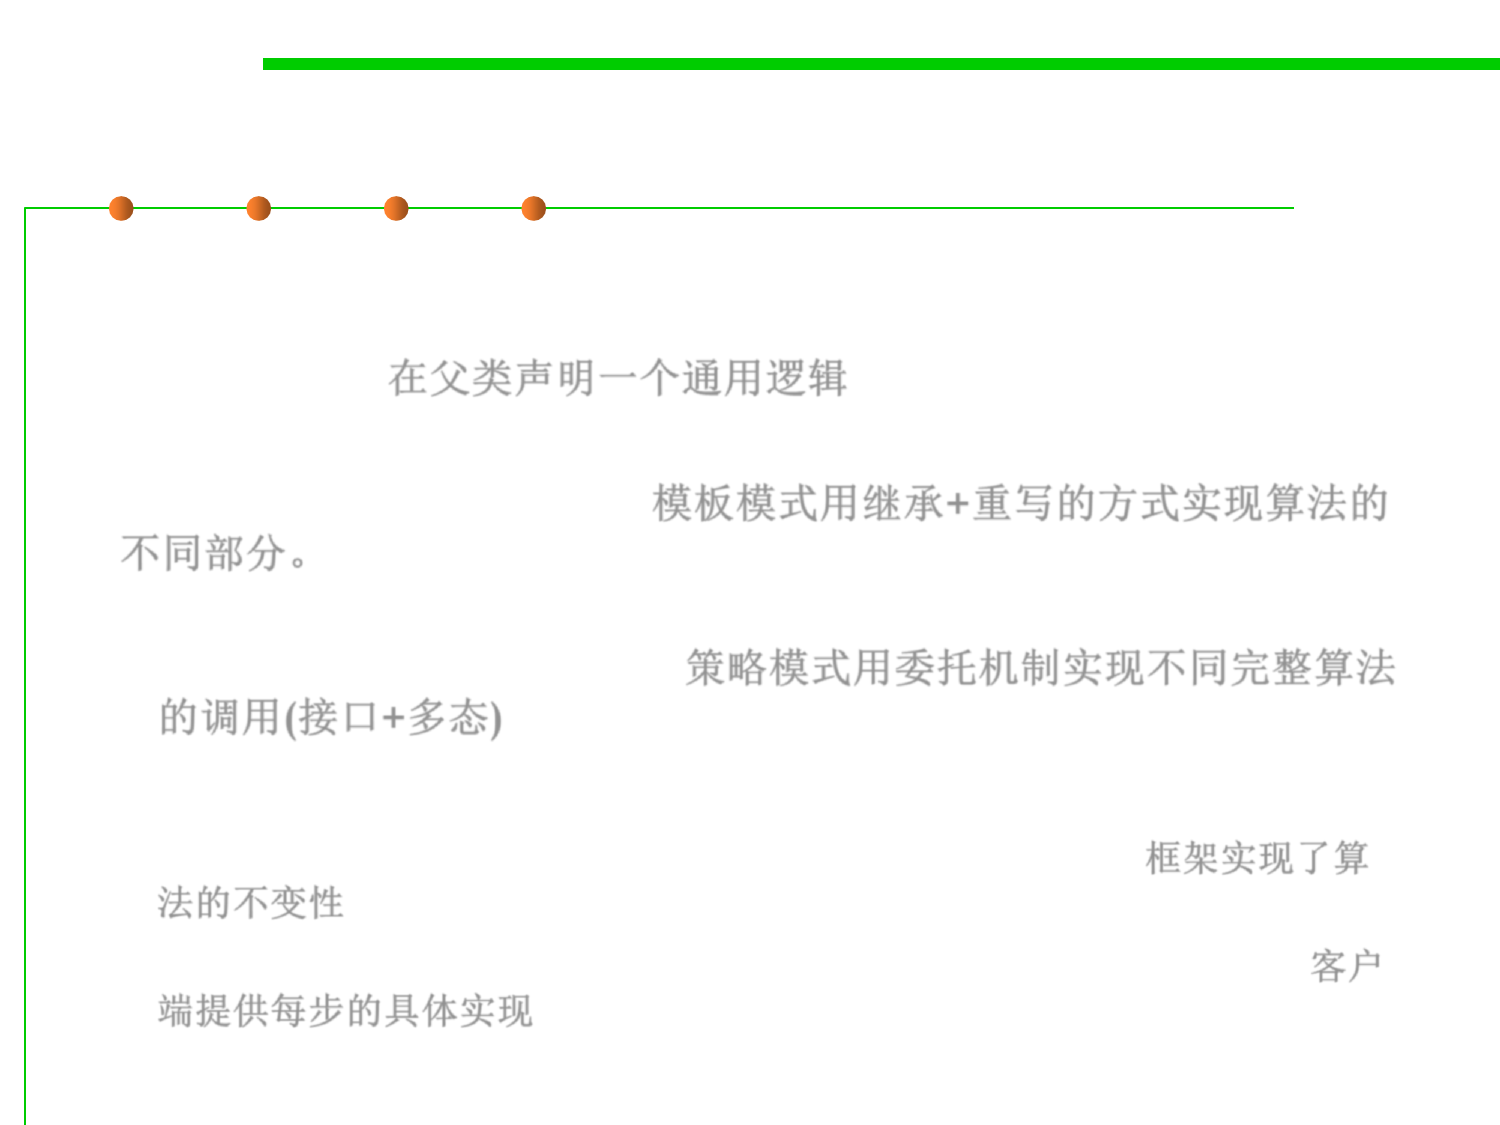 在父类声明一个通用逻辑
模板模式用继承+重写的方式实现算法的
不同部分。
策略模式用委托机制实现不同完整算法
的调用(接口+多态)
框架实现了算
法的不变性
客户
端提供每步的具体实现